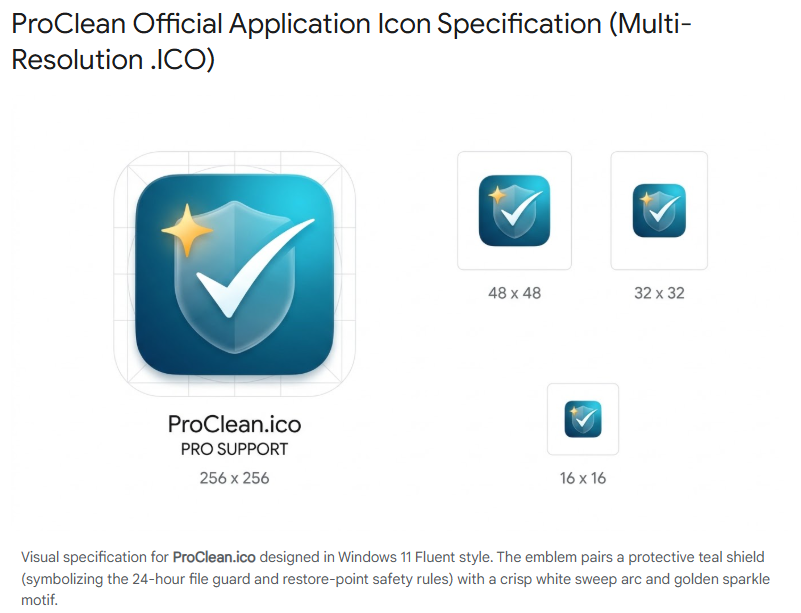 ProClean Official Application Icon Specification (Multi-
Resolution .ICO)
48 x 48
32 x 32
ProClean.ico
PRO SUPPORT
256 x 256
16 x 16
Visual specification for ProClean.ico designed in Windows 11 Fluent style. The emblem pairs a protective teal shield
(symbolizing the 24-hour file guard and restore-point safety rules) with a crisp white sweep arc and golden sparkle
motif.